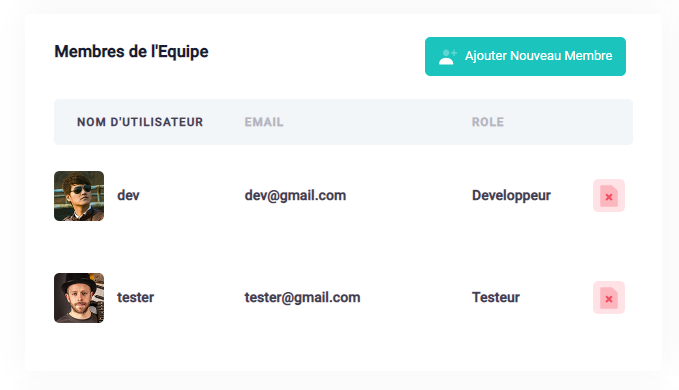 Membres de l'Equipe
Ajouter Nouveau Membre
NOM D'UTILISATEUR EMAIL ROLE
dev dev@gmail.com Developpeur
tester tester@gmail.com Testeur